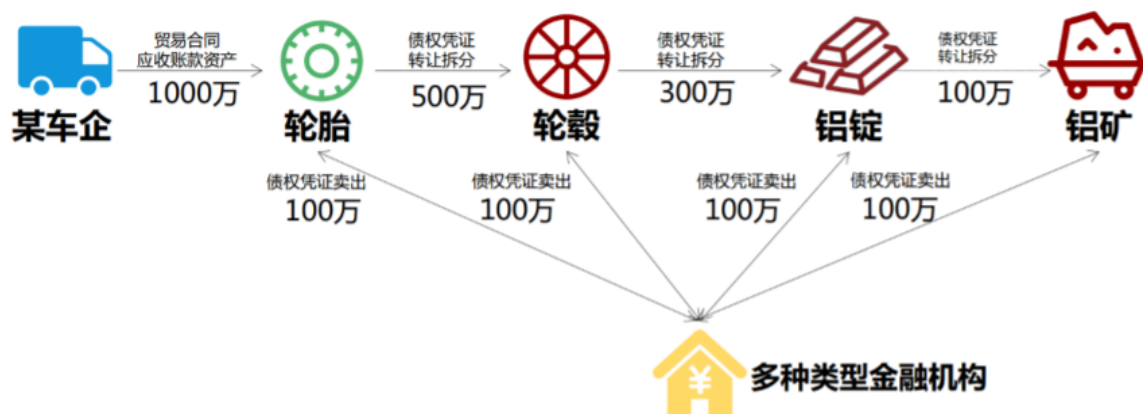 贸易合同
应收账款资产
1000万
债权凭证
转让拆分
500万
债权凭证
转让拆分
300万
债权凭证
转让拆分
100万
某车企
轮胎
轮毂
铝锭
铝矿
债权凭证卖出
100万
债权凭证卖出
100万
债权凭证卖出
100万
债权凭证卖出
100万
¥
多种类型金融机构